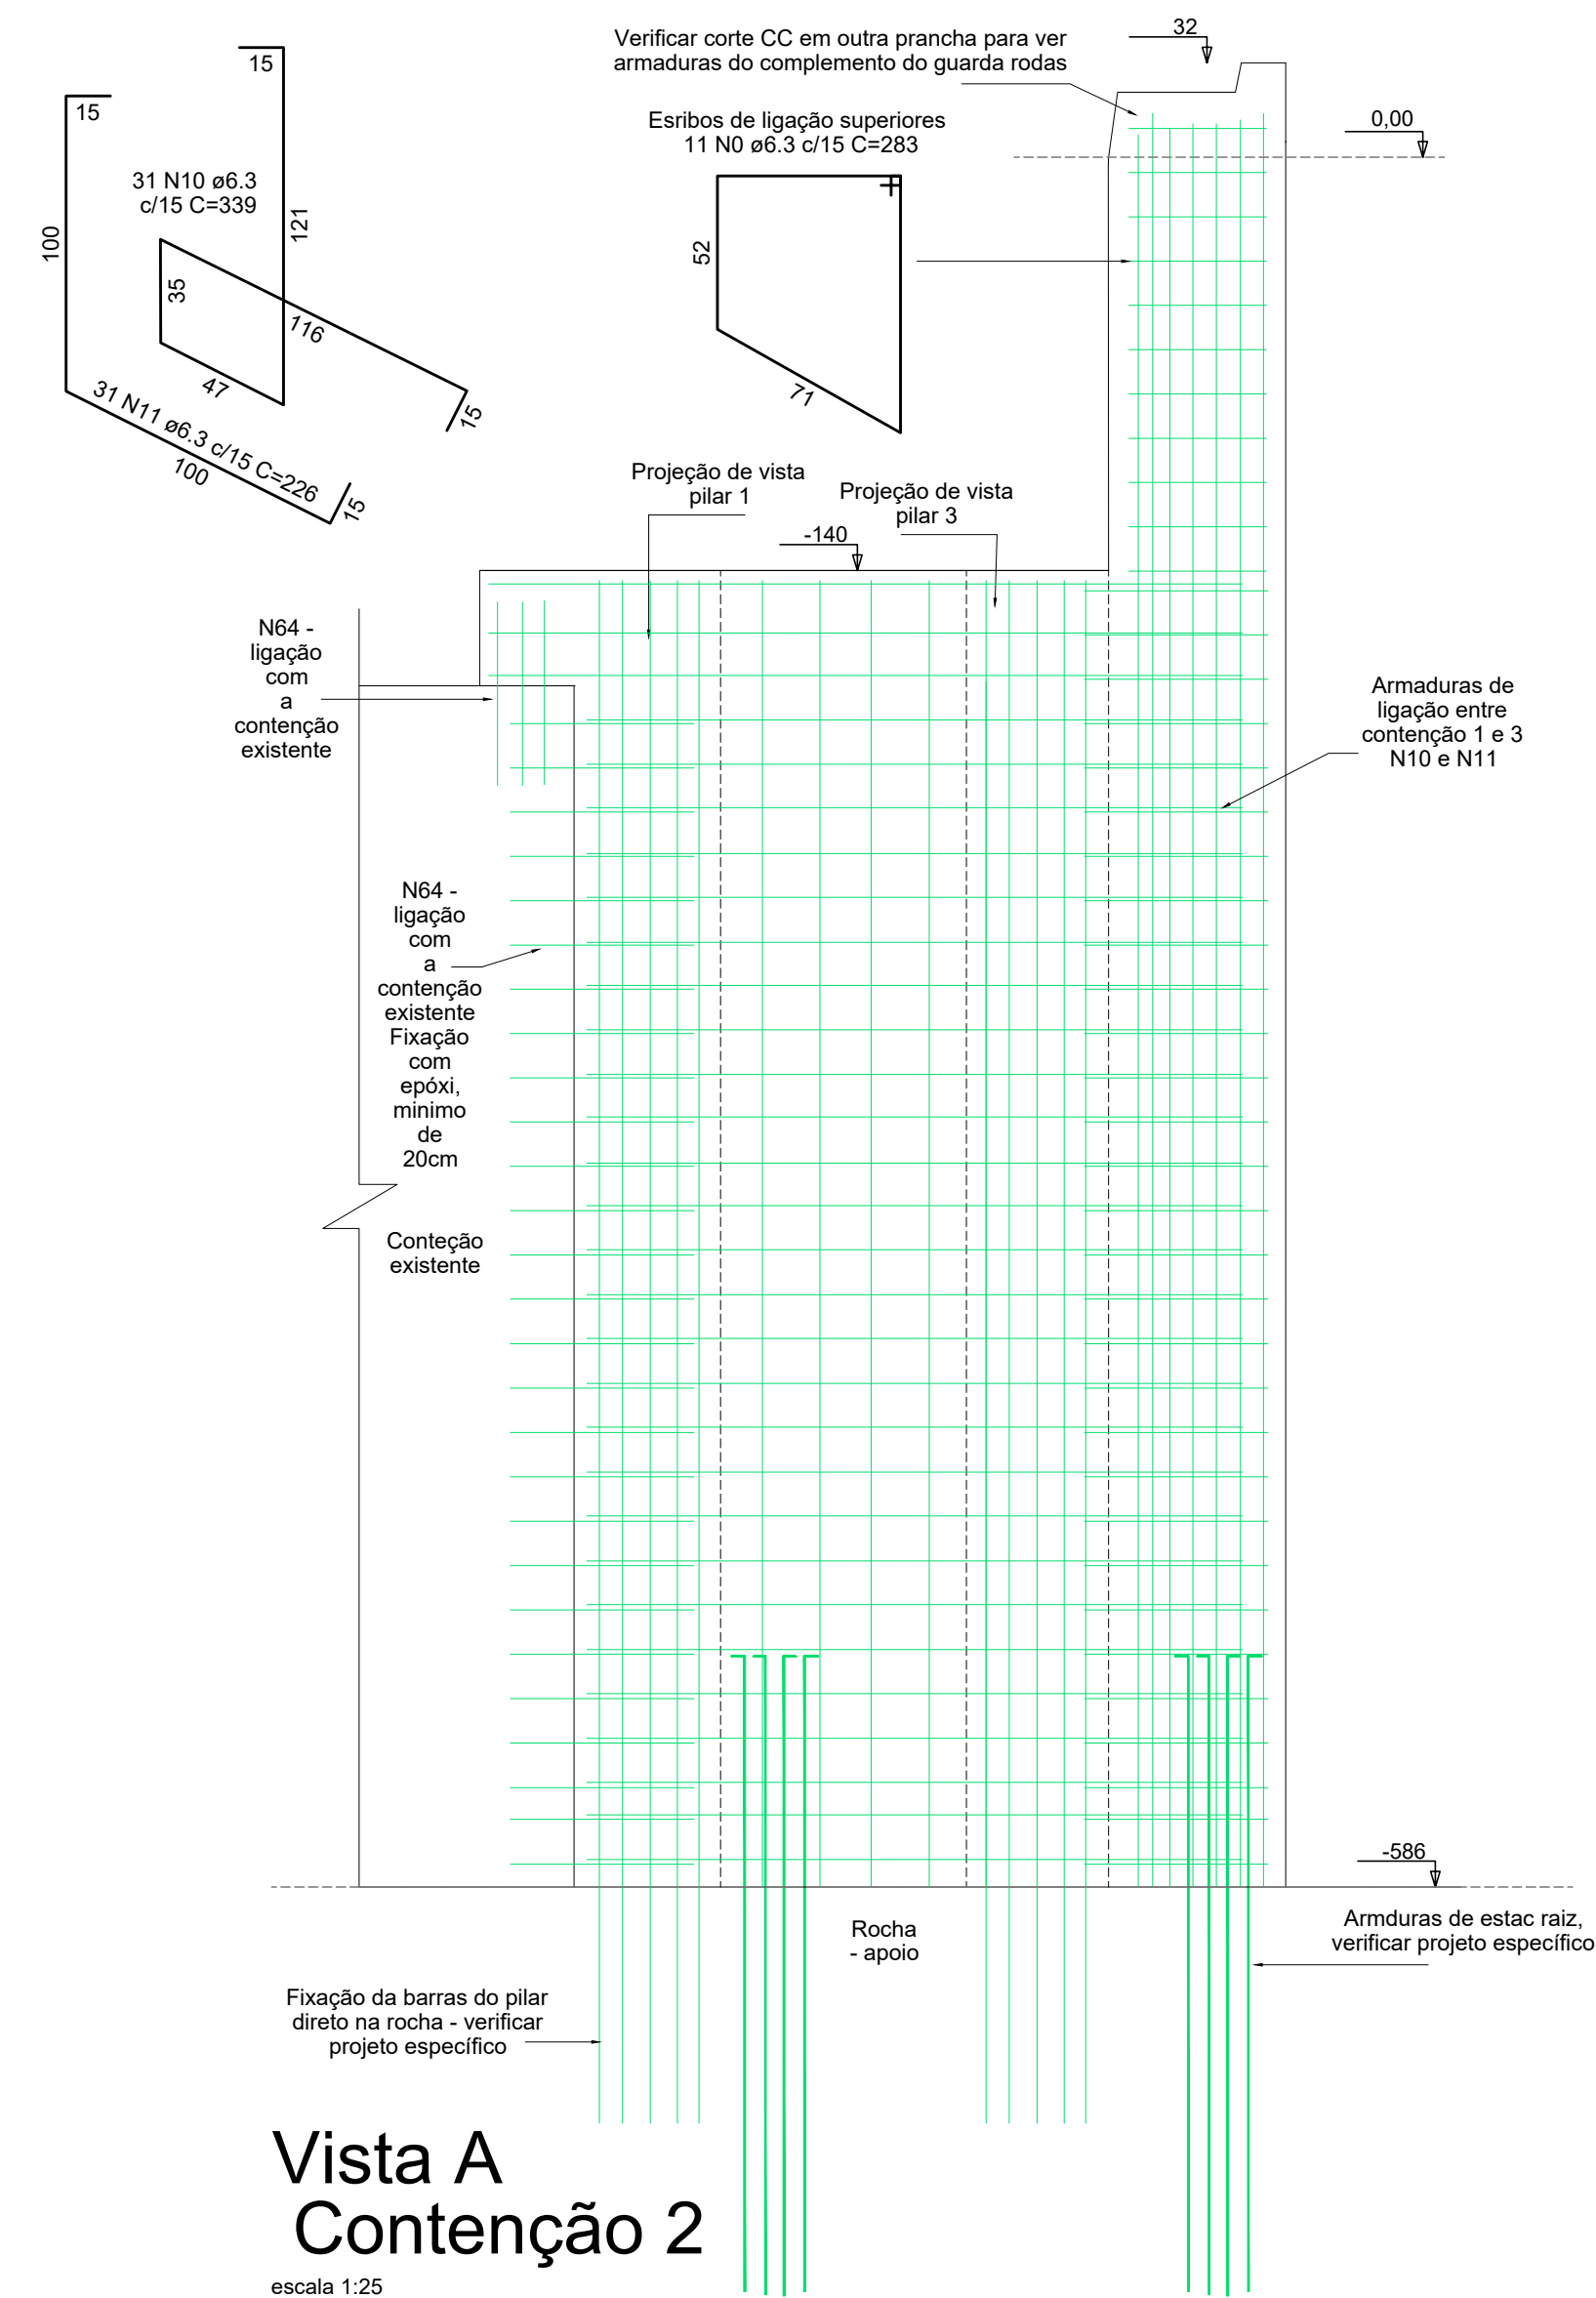 Verificar corte CC em outra prancha para ver
armaduras do complemento do guarda rodas
32
0,00
15
15
31 N10 ø6.3
c/15 C=339
121
100
35
116
47
15
31 N11 ø6.3 c/15 C=226
100
15
Esribos de ligação superiores
11 N0 ø6.3 c/15 C=283
52
71
Projeção de vista
pilar 1
Projeção de vista
pilar 3
-140
N64 -
ligação
com
a
contenção
existente
Armaduras de
ligação entre
contenção 1 e 3
N10 e N11
N64 -
ligação
com
a
contenção
existente
Fixação
com
epóxi,
minimo
de
20cm
Conteção
existente
-586
Rocha
- apoio
Armduras de estac raiz,
verificar projeto específico
Fixação da barras do pilar
direto na rocha - verificar
projeto específico
Vista A
Contenção 2
escala 1:25